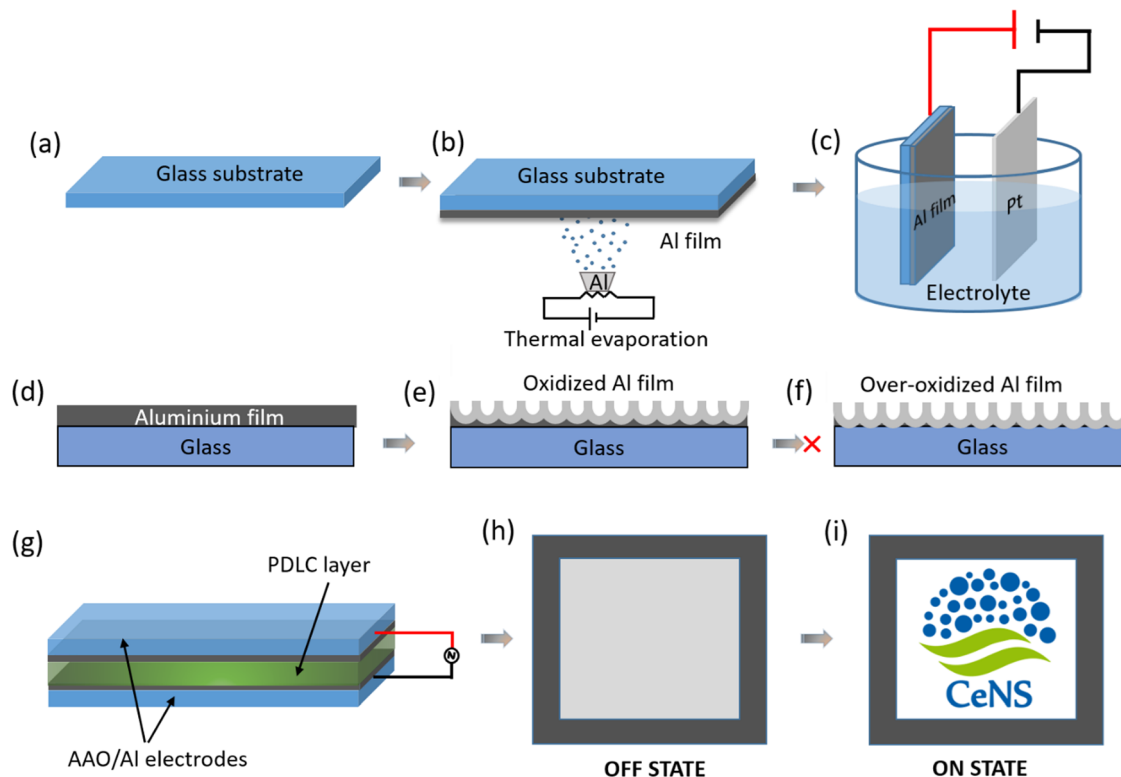 (a)
Glass substrate
(b)
Glass substrate
Al film
Al
Thermal evaporation
(c)
Al film
Pt
Electrolyte
(d)
Aluminium film
Glass
(e)
Oxidized Al film
Glass
(f)
Over-oxidized Al film
Glass
(g)
PDLC layer
AAO/Al electrodes
(h)
OFF STATE
(i)
CeNS
ON STATE